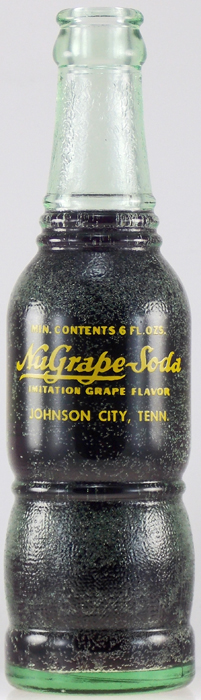 MIN. CONTENTS 6 FL. OZS.
NuGrape-Soda
IMITATION GRAPE FLAVOR
JOHNSON CITY, TENN.